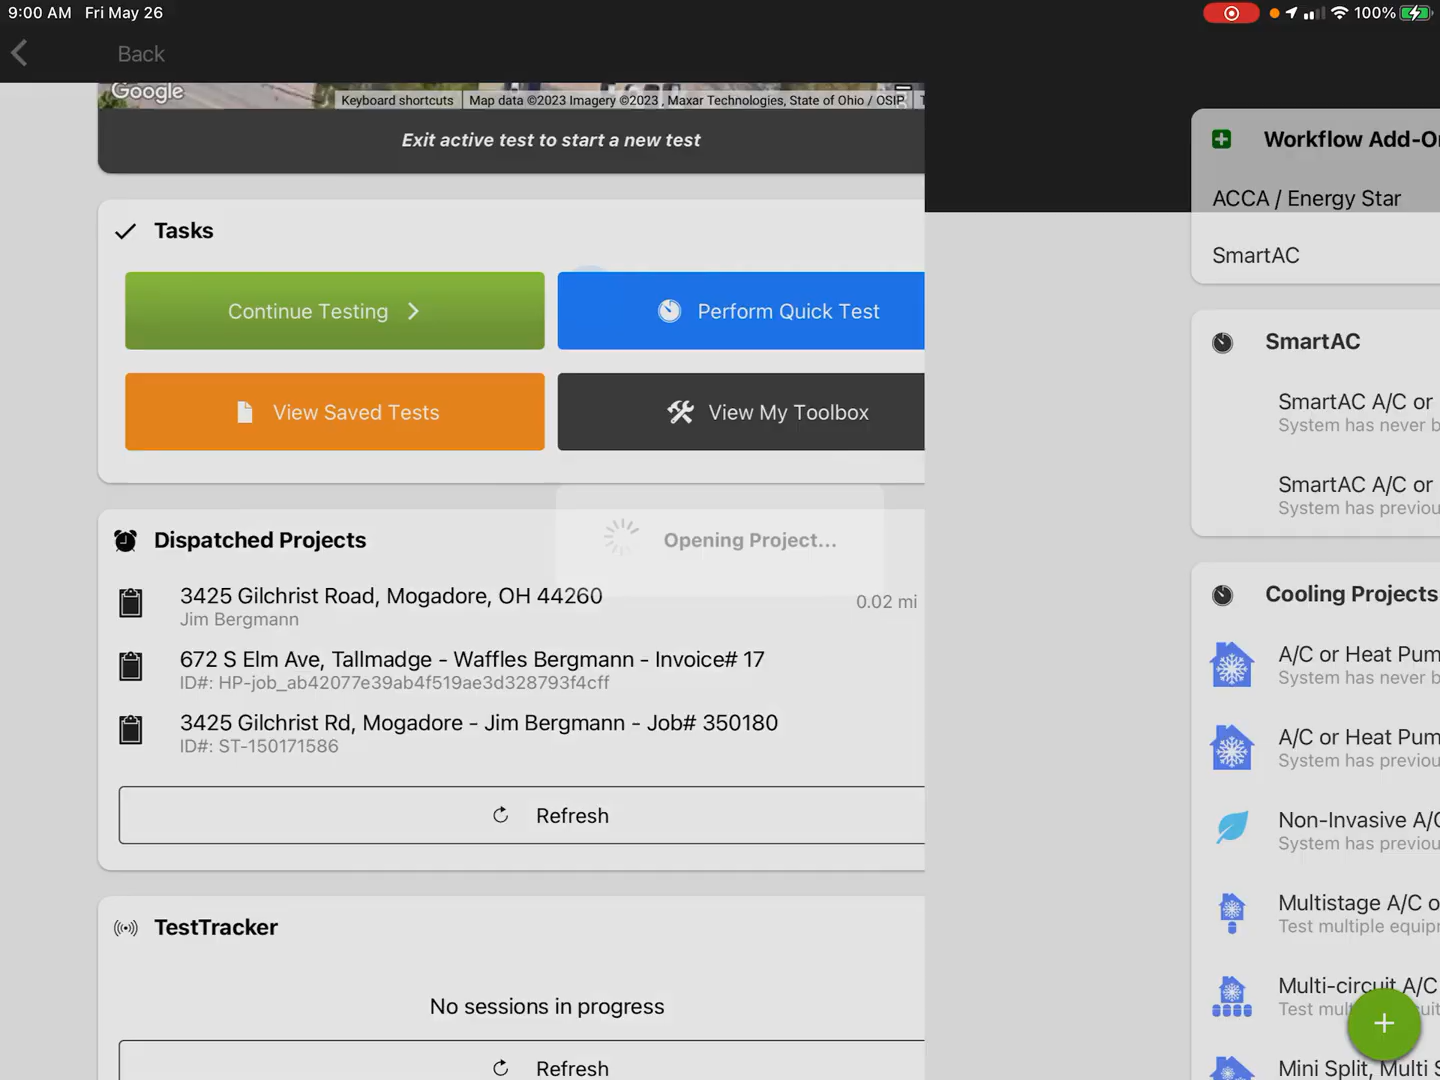 9:00 AM Fri May 26
100%
Back
Google
Keyboard shortcuts
Map data ©2023 Imagery ©2023 , Maxar Technologies, State of Ohio / OSIP
Exit active test to start a new test
Tasks
Continue Testing
Perform Quick Test
View Saved Tests
View My Toolbox
Opening Project...
Dispatched Projects
3425 Gilchrist Road, Mogadore, OH 44260
0.02 mi
Jim Bergmann
672 S Elm Ave, Tallmadge - Waffles Bergmann - Invoice# 17
ID#: HP-job_ab42077e39ab4f519ae3d328793f4cff
3425 Gilchrist Rd, Mogadore - Jim Bergmann - Job# 350180
ID#: ST-150171586
Refresh
TestTracker
No sessions in progress
Refresh
Workflow Add-O
ACCA / Energy Star
SmartAC
SmartAC
SmartAC A/C or
System has never b
SmartAC A/C or
System has previou
Cooling Projects
A/C or Heat Pum
System has never b
A/C or Heat Pum
System has previou
Non-Invasive A/C
System has previou
Multistage A/C o
Test multiple equip
Multi-circuit A/C
Test mul
Mini Split, Multi S